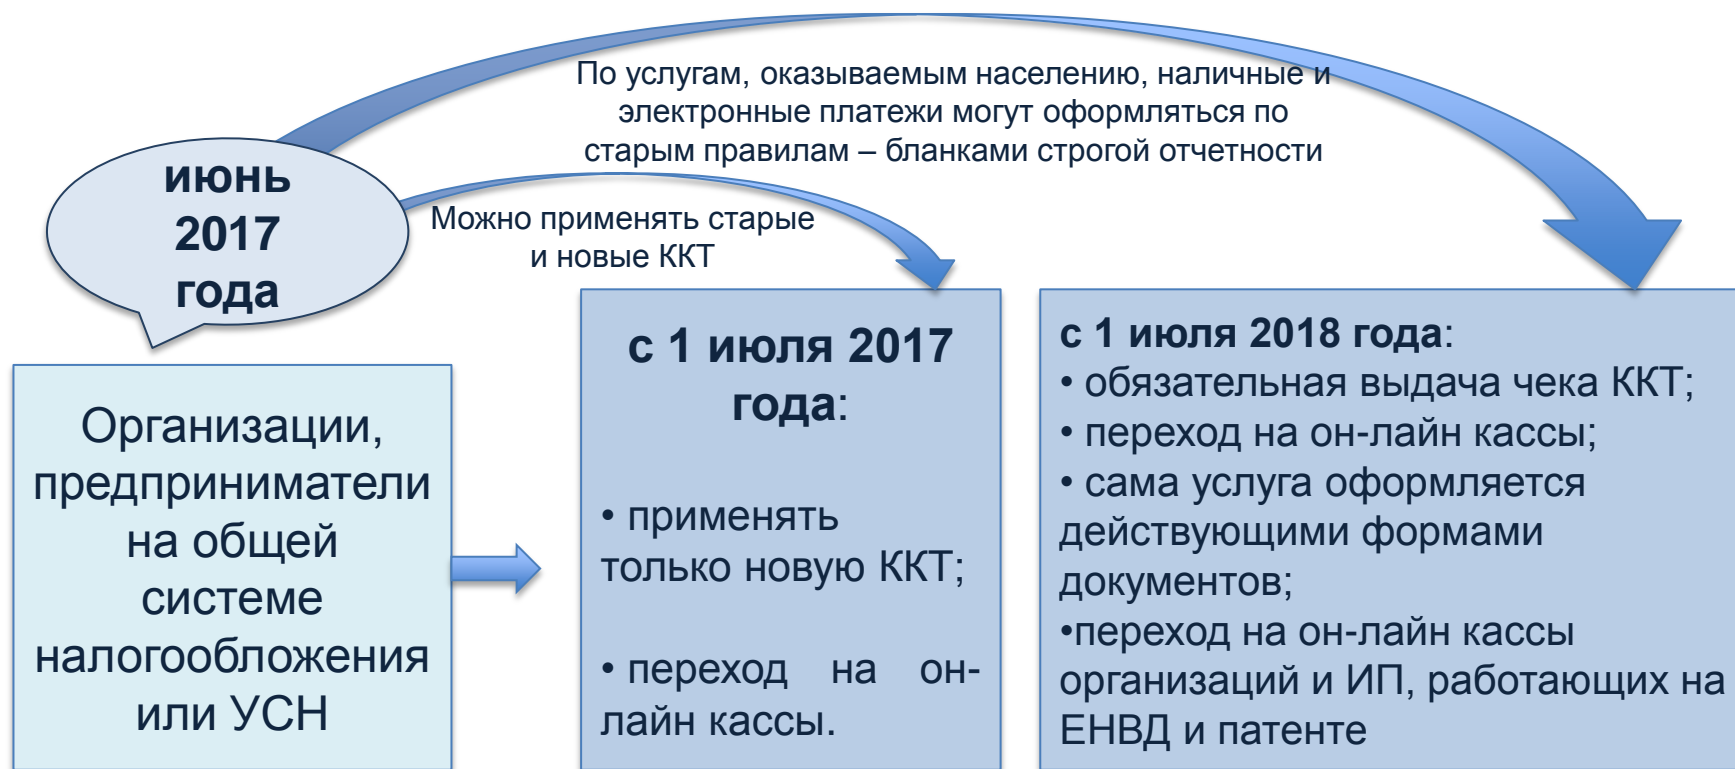 По услугам, оказываемым населению, наличные и
электронные платежи могут оформляться по
старым правилам – бланками строгой отчетности
июнь
2017
года
Можно применять старые
и новые ККТ
Организации,
предприниматели
на общей
системе
налогообложения
или УСН
с 1 июля 2017
года:
• применять
только новую ККТ;
• переход на он-
лайн кассы.
с 1 июля 2018 года:
• обязательная выдача чека ККТ;
• переход на он-лайн кассы;
• сама услуга оформляется
действующими формами
документов;
•переход на он-лайн кассы
организаций и ИП, работающих на
ЕНВД и патенте